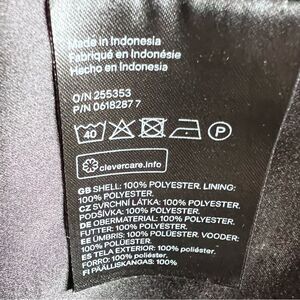 Made in Indonesia
Fabriqué en Indonésie
Hecho en Indonesia
O/N 255353
P/N 0618287 7
40
P
clevercare.info
GB SHELL: 100% POLYESTER. LINING:
100% POLYESTER.
CZ SVRCHNÍ LÁTKA: 100% POLYESTER.
PODŠÍVKA: 100% POLYESTER.
DE OBERMATERIAL: 100% POLYESTER.
FUTTER: 100% POLYESTER.
EE ÜMBRIS: 100% POLÜESTER. VOODER:
100% POLÜESTER.
ES TELA EXTERIOR: 100% poliéster.
FORRO: 100% poliéster.
FI PÄÄLLISKANGAS: 100%